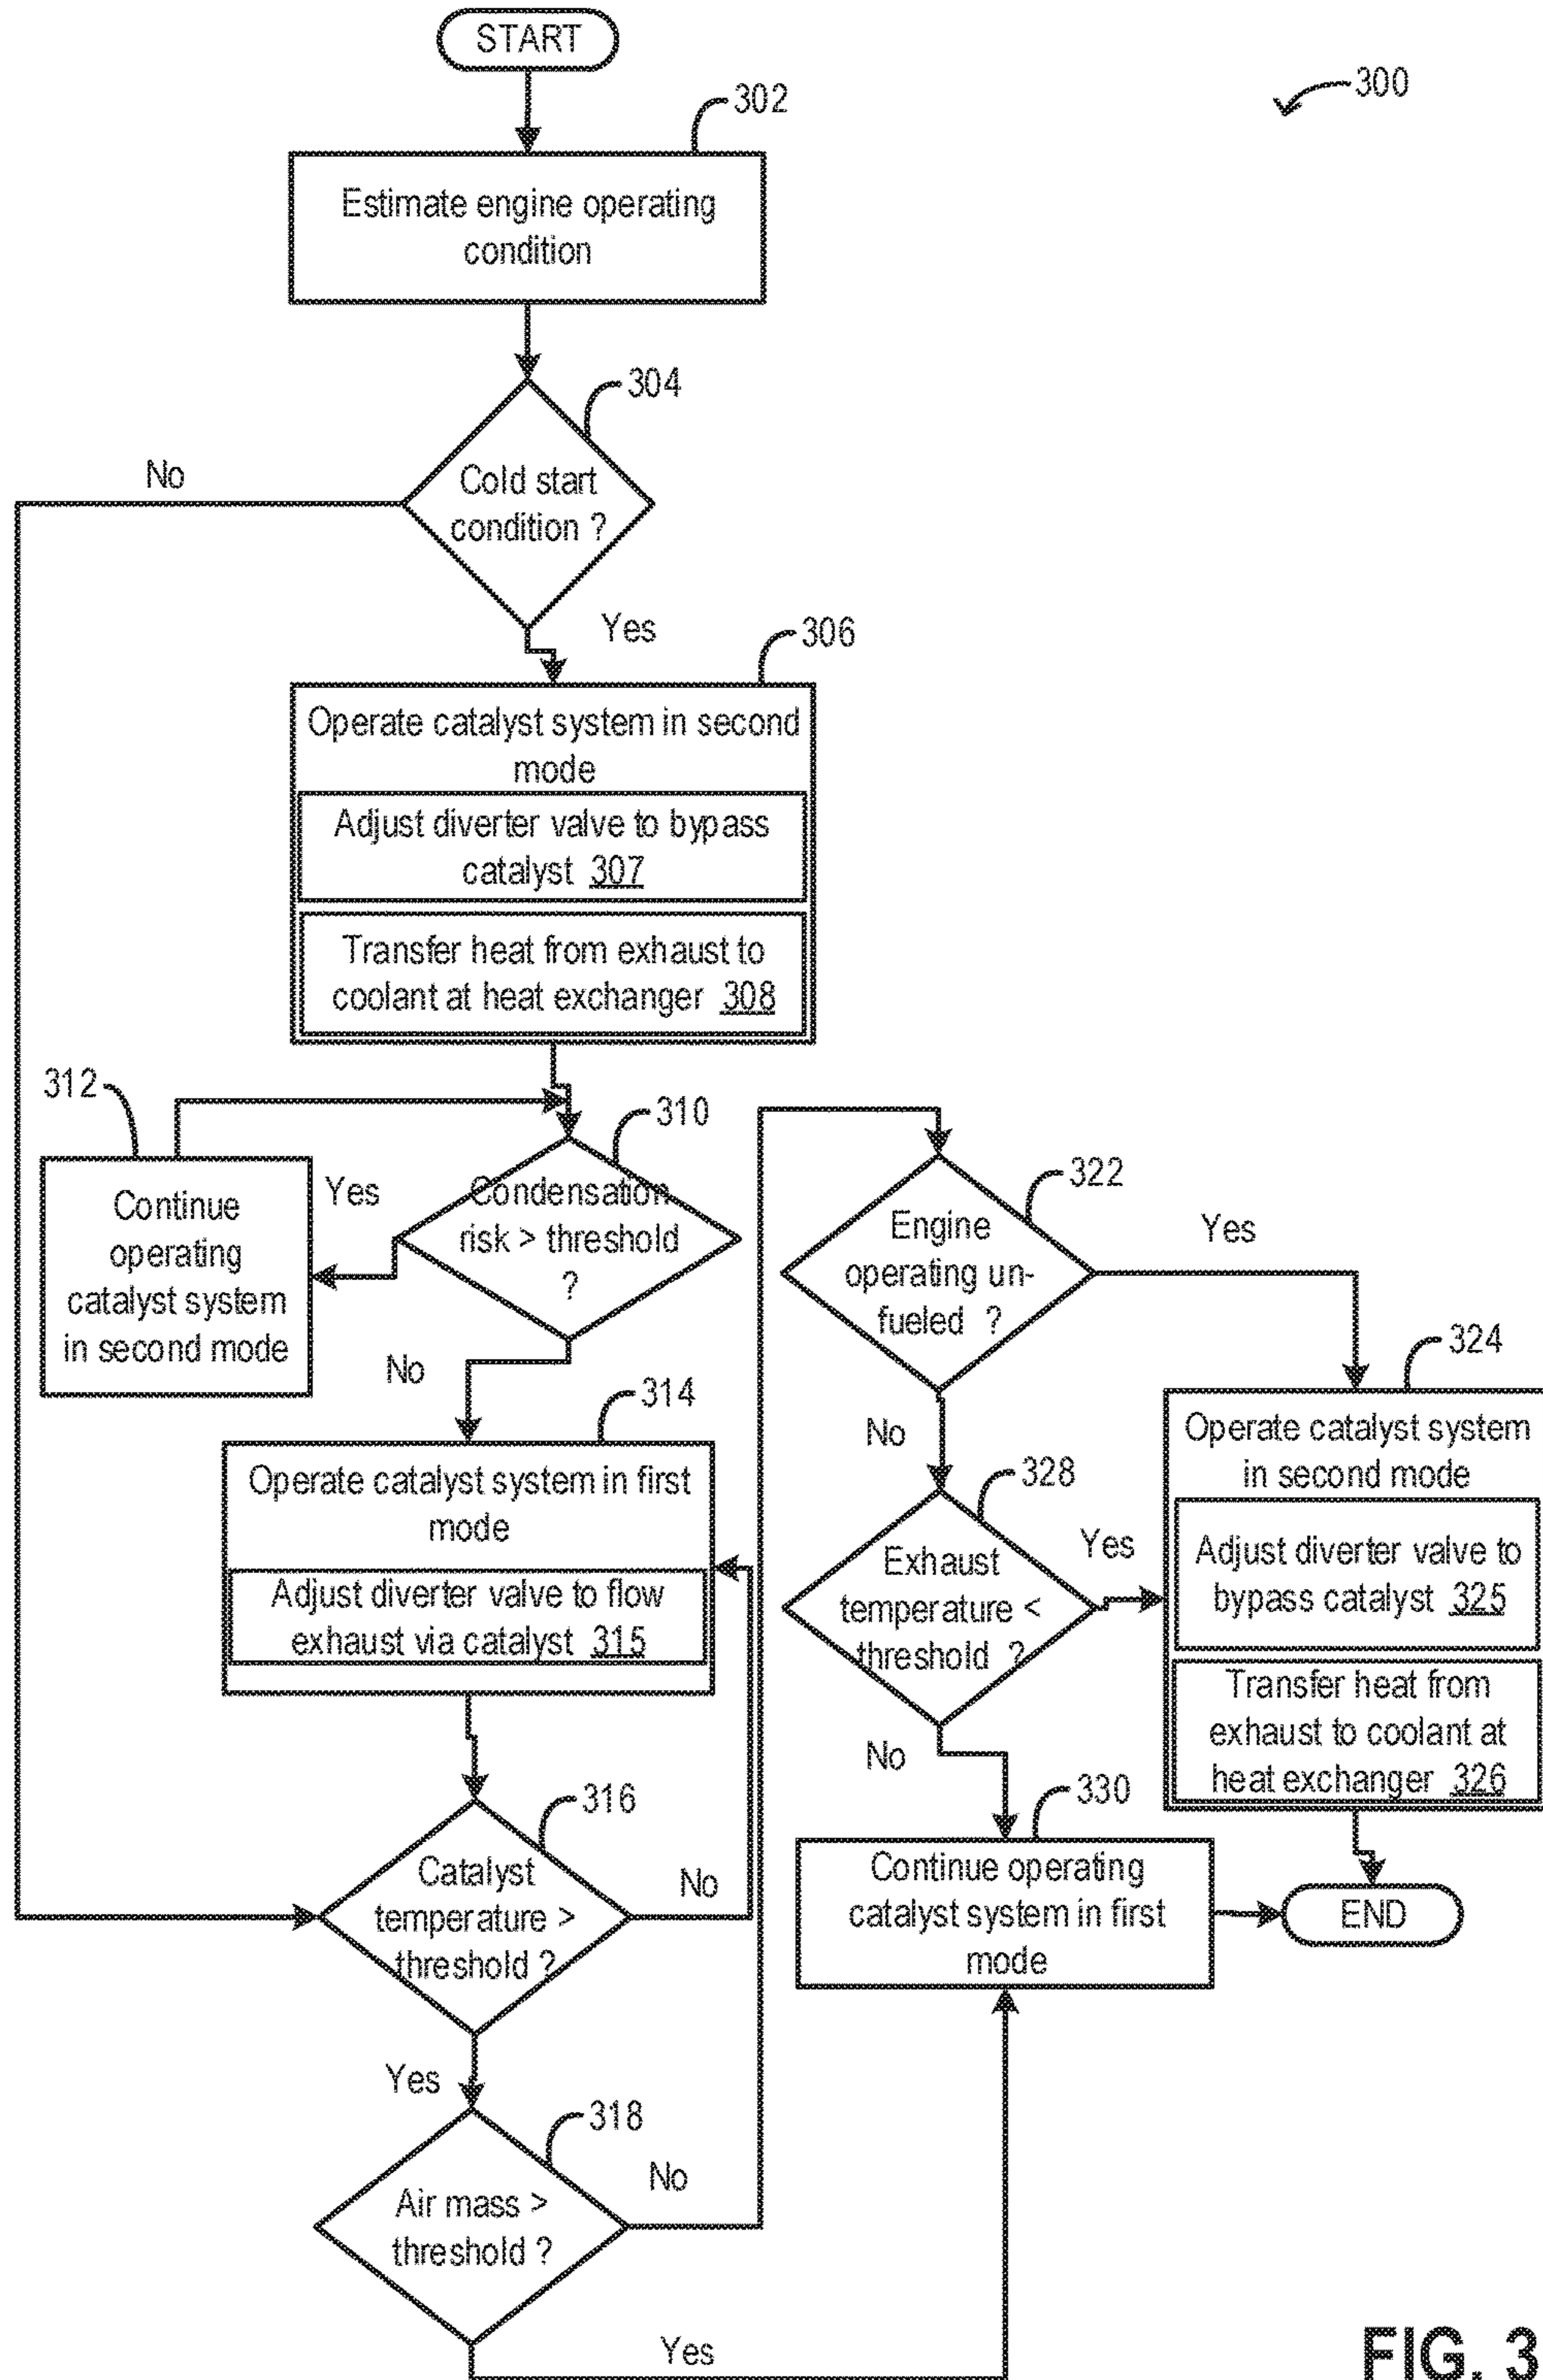 START
300
302
Estimate engine operating
condition
304
Cold start
condition ?
No
Yes
306
Operate catalyst system in second
mode
Adjust diverter valve to bypass
catalyst 307
Transfer heat from exhaust to
coolant at heat exchanger 308
312
Continue
operating
catalyst system
in second mode
Yes
310
Condensation
risk > threshold
?
No
314
Operate catalyst system in first
mode
Adjust diverter valve to flow
exhaust via catalyst 315
316
Catalyst
temperature >
threshold ?
No
Yes
318
Air mass >
threshold ?
No
Yes
322
Engine
operating un-
fueled ?
Yes
No
324
Operate catalyst system
in second mode
Adjust diverter valve to
bypass catalyst 325
Transfer heat from
exhaust to coolant at
heat exchanger 326
328
Exhaust
temperature <
threshold ?
Yes
No
330
Continue operating
catalyst system in first
mode
END
FIG. 3